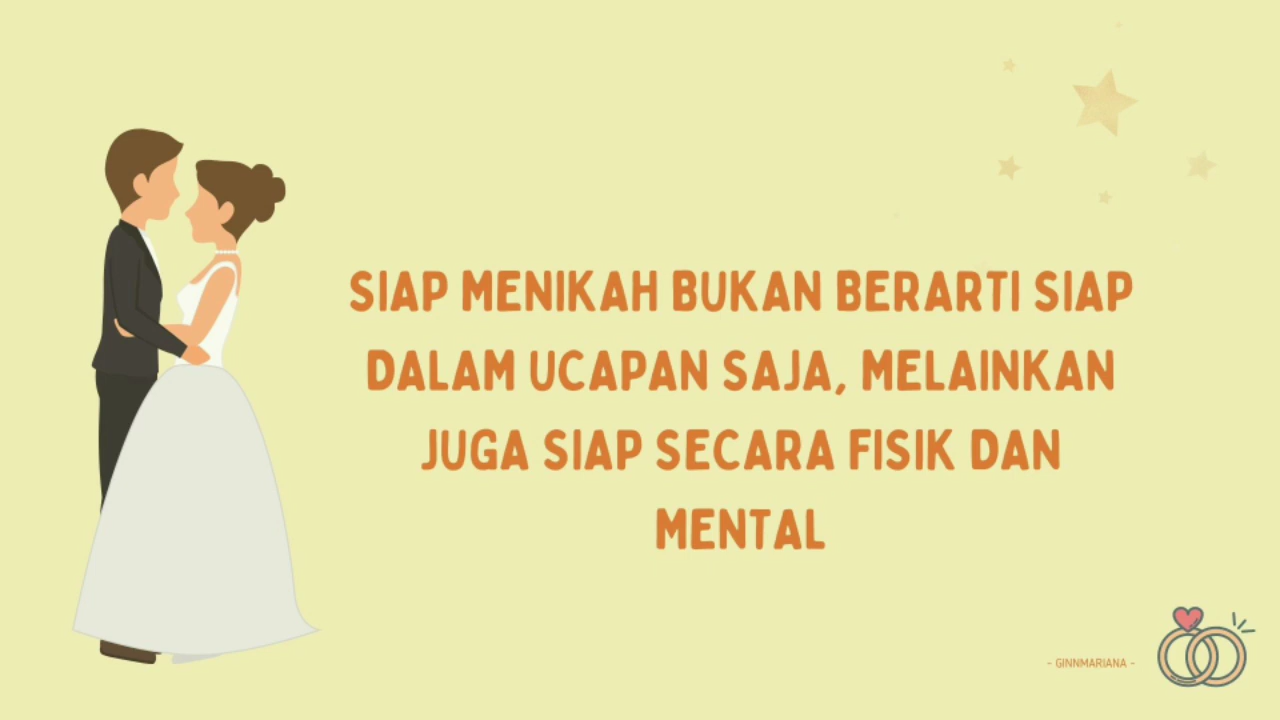 SIAP MENIKAH BUKAN BERARTI SIAP
DALAM UCAPAN SAJA, MELAINKAN
JUGA SIAP SECARA FISIK DAN
MENTAL
- GINNMARIANA -